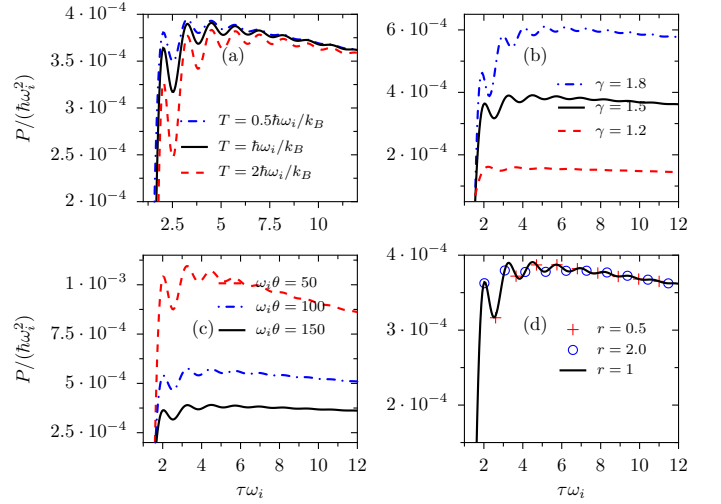 P/(ħω_i^2)
4 · 10^−4
3.5 · 10^−4
3 · 10^−4
2.5 · 10^−4
2 · 10^−4
(a)
T = 0.5ħω_i/k_B
T = ħω_i/k_B
T = 2ħω_i/k_B
2.5 5 7.5 10
6 · 10^−4
4 · 10^−4
2 · 10^−4
(b)
γ = 1.8
γ = 1.5
γ = 1.2
2 4 6 8 10 12
P/(ħω_i^2)
1 · 10^−3
7.5 · 10^−4
5 · 10^−4
2.5 · 10^−4
ω_iθ = 50
ω_iθ = 100
ω_iθ = 150
(c)
2 4 6 8 10 12
τω_i
4 · 10^−4
3 · 10^−4
2 · 10^−4
(d)
r = 0.5
r = 2.0
r = 1
2 4 6 8 10 12
τω_i